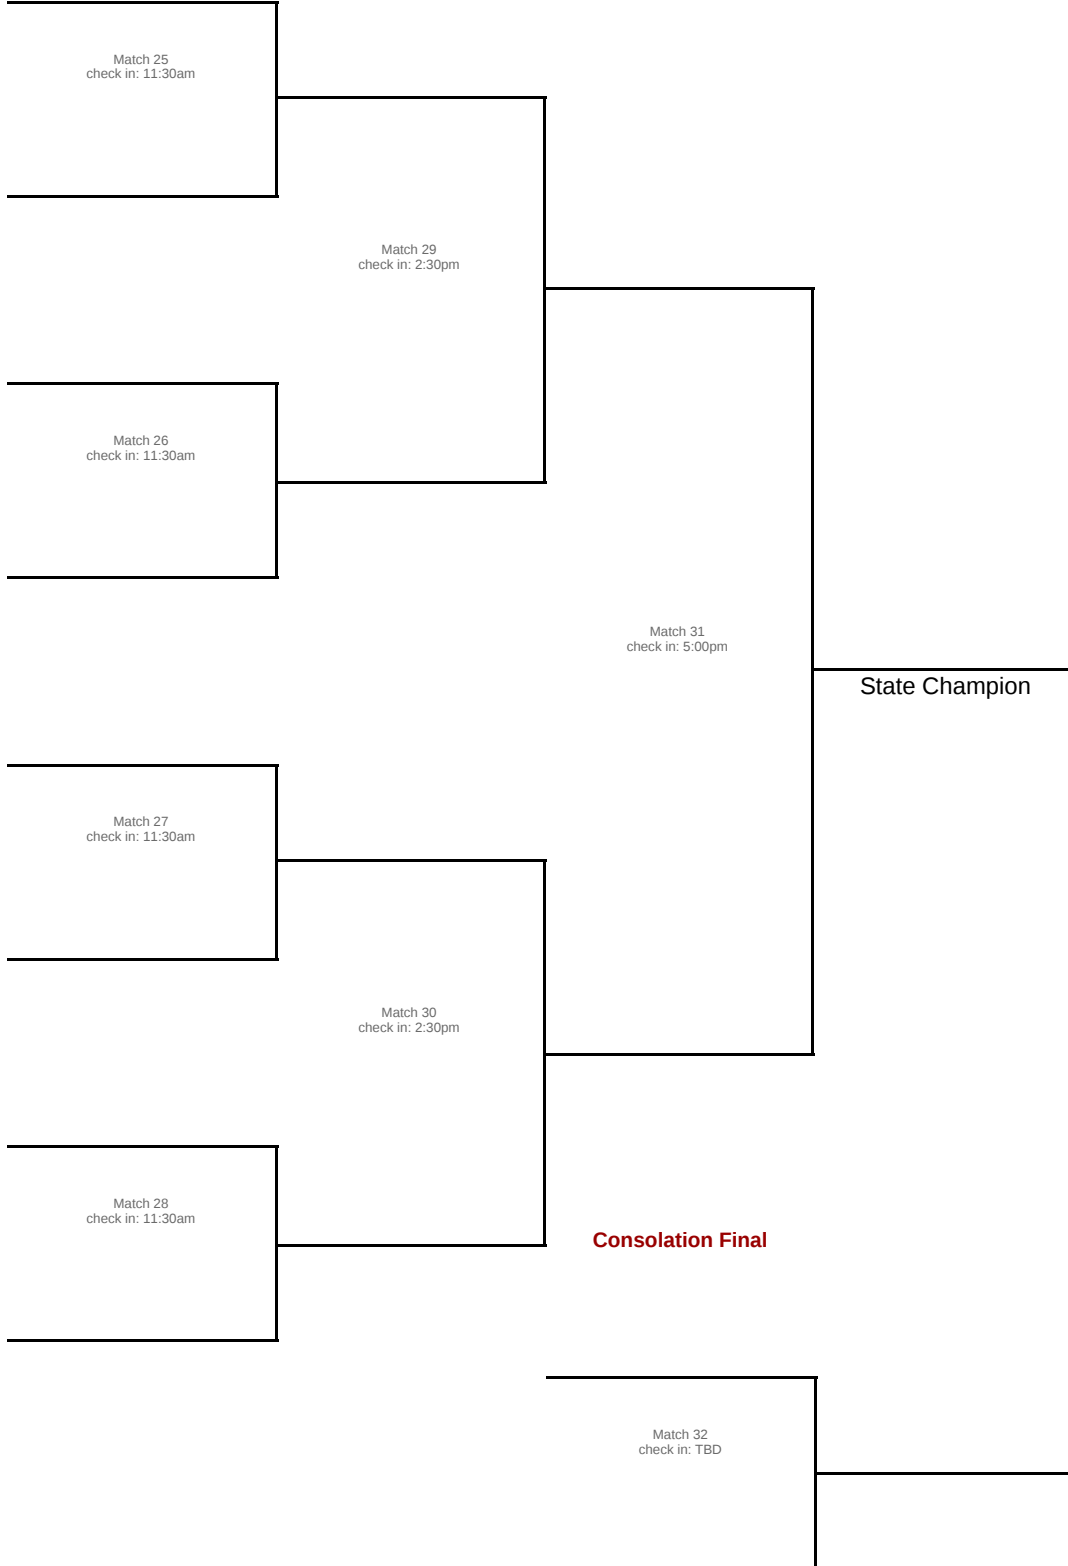 Match 25
check in: 11:30am
Match 29
check in: 2:30pm
Match 26
check in: 11:30am
Match 31
check in: 5:00pm
State Champion
Match 27
check in: 11:30am
Match 30
check in: 2:30pm
Match 28
check in: 11:30am
Consolation Final
Match 32
check in: TBD